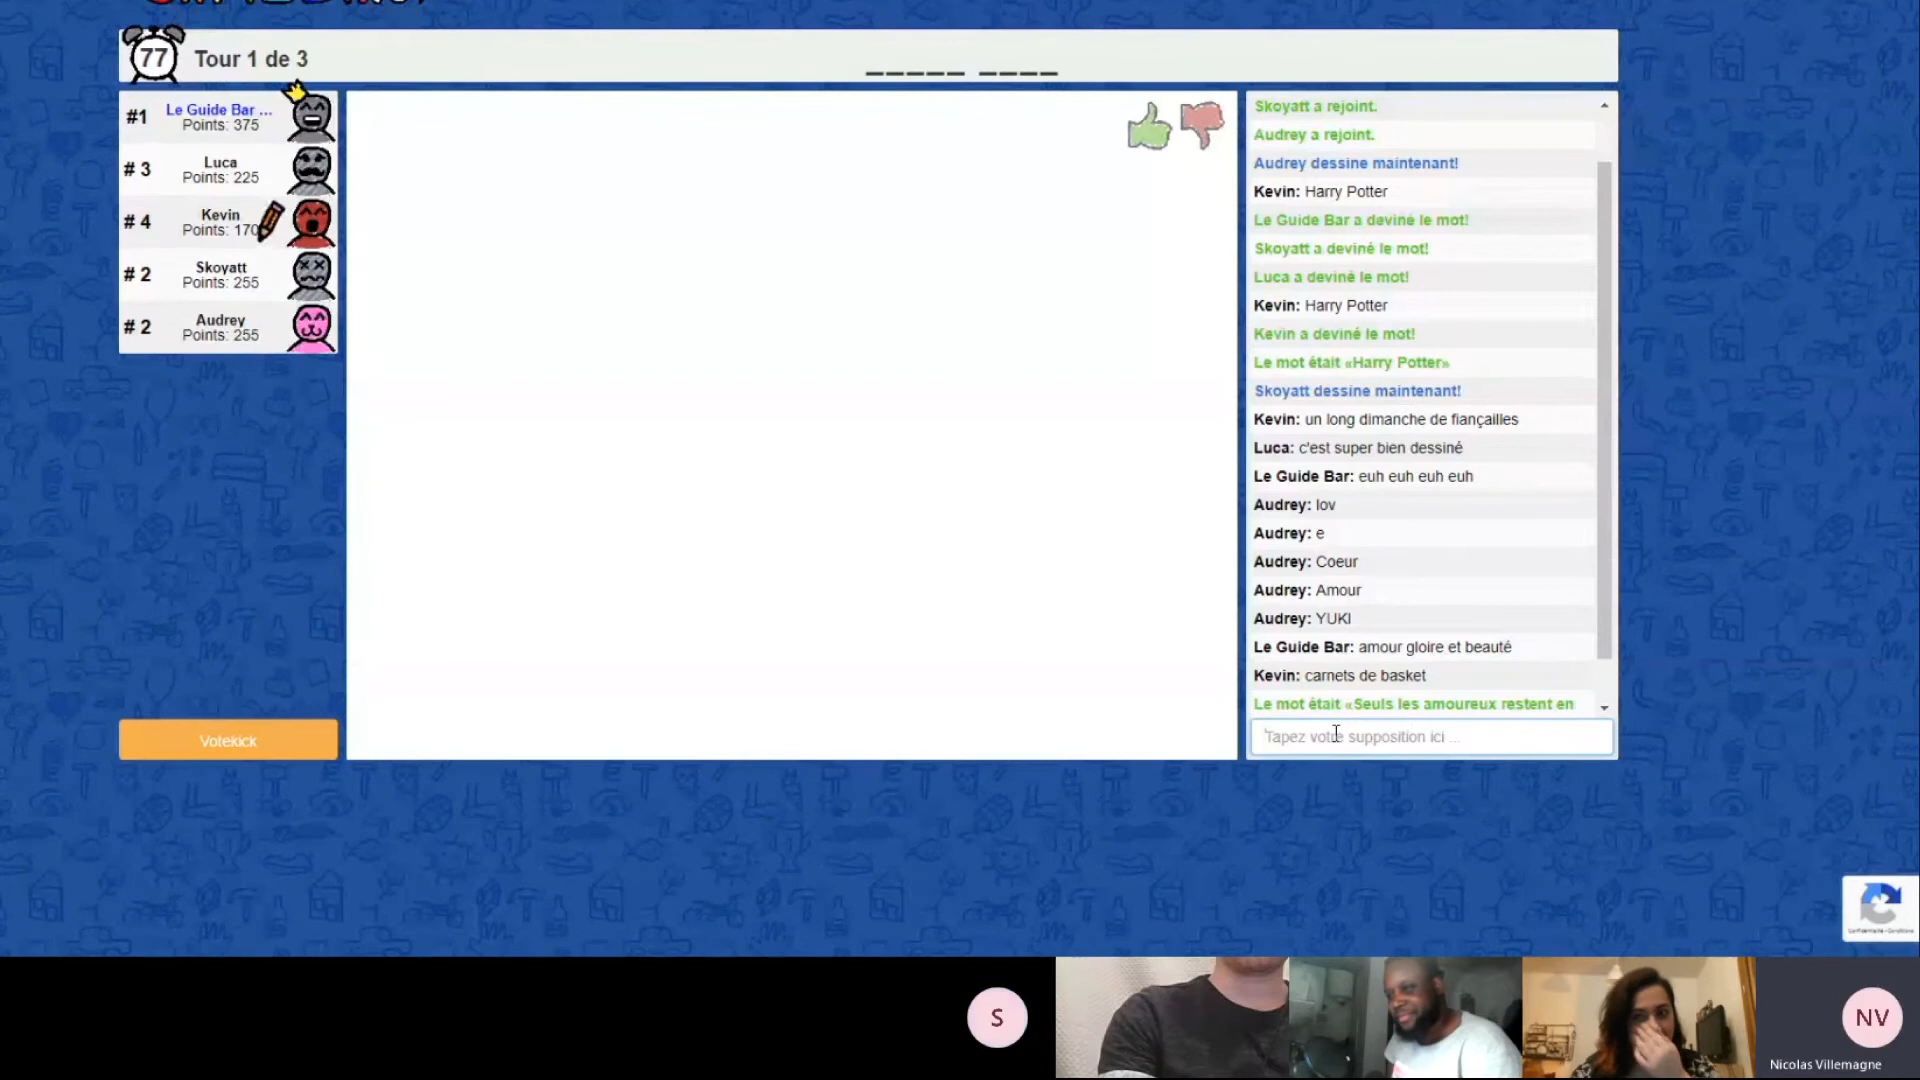 77
Tour 1 de 3
_____ ____
#1
Le Guide Bar ...
Points: 375
# 3
Luca
Points: 225
# 4
Kevin
Points: 170
# 2
Skoyatt
Points: 255
# 2
Audrey
Points: 255
Votekick
Skoyatt a rejoint.
Audrey a rejoint.
Audrey dessine maintenant!
Kevin: Harry Potter
Le Guide Bar a deviné le mot!
Skoyatt a deviné le mot!
Luca a deviné le mot!
Kevin: Harry Potter
Kevin a deviné le mot!
Le mot était «Harry Potter»
Skoyatt dessine maintenant!
Kevin: un long dimanche de fiançailles
Luca: c'est super bien dessiné
Le Guide Bar: euh euh euh euh
Audrey: lov
Audrey: e
Audrey: Coeur
Audrey: Amour
Audrey: YUKI
Le Guide Bar: amour gloire et beauté
Kevin: carnets de basket
Le mot était «Seuls les amoureux restent en
Tapez votre supposition ici ...
Confidentialité - Conditions
S
NV
Nicolas Villemagne